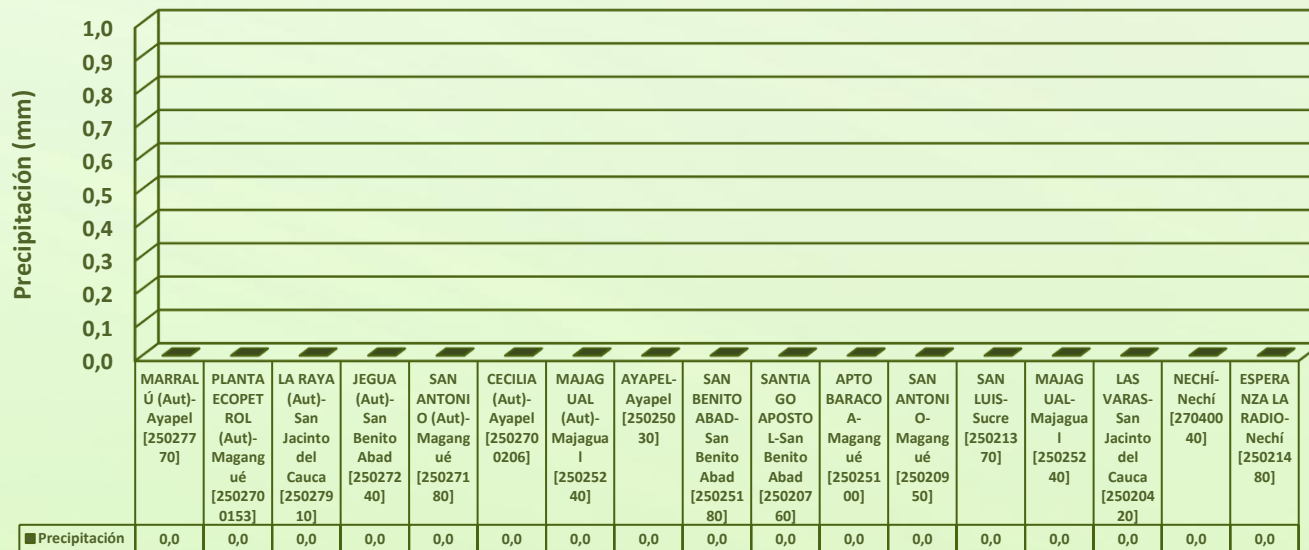 Precipitación (mm)
1,0
0,9
0,8
0,7
0,6
0,5
0,4
0,3
0,2
0,1
0,0
MARRAL
Ú (Aut)-
Ayapel
[250277
70]
PLANTA
ECOPET
ROL
(Aut)-
Magang
ué
[250270
0153]
LA RAYA
(Aut)-
San
Jacinto
del
Cauca
[250279
10]
JEGUA
(Aut)-
San
Benito
Abad
[250272
40]
SAN
ANTONI
O (Aut)-
Magang
ué
[250271
80]
CECILIA
(Aut)-
Ayapel
[250270
0206]
MAJAG
UAL
(Aut)-
Majagua
l
[250252
40]
AYAPEL-
Ayapel
[250250
30]
SAN
BENITO
ABAD-
San
Benito
Abad
[250251
80]
SANTIA
GO
APOSTO
L-San
Benito
Abad
[250207
60]
APTO
BARACO
A-
Magang
ué
[250251
00]
SAN
ANTONI
O-
Magang
ué
[250209
50]
SAN
LUIS-
Sucre
[250213
70]
MAJAG
UAL-
Majagua
l
[250252
40]
LAS
VARAS-
San
Jacinto
del
Cauca
[250204
20]
NECHÍ-
Nechí
[270400
40]
ESPERA
NZA LA
RADIO-
Nechí
[250214
80]
Precipitación 0,0 0,0 0,0 0,0 0,0 0,0 0,0 0,0 0,0 0,0 0,0 0,0 0,0 0,0 0,0 0,0 0,0